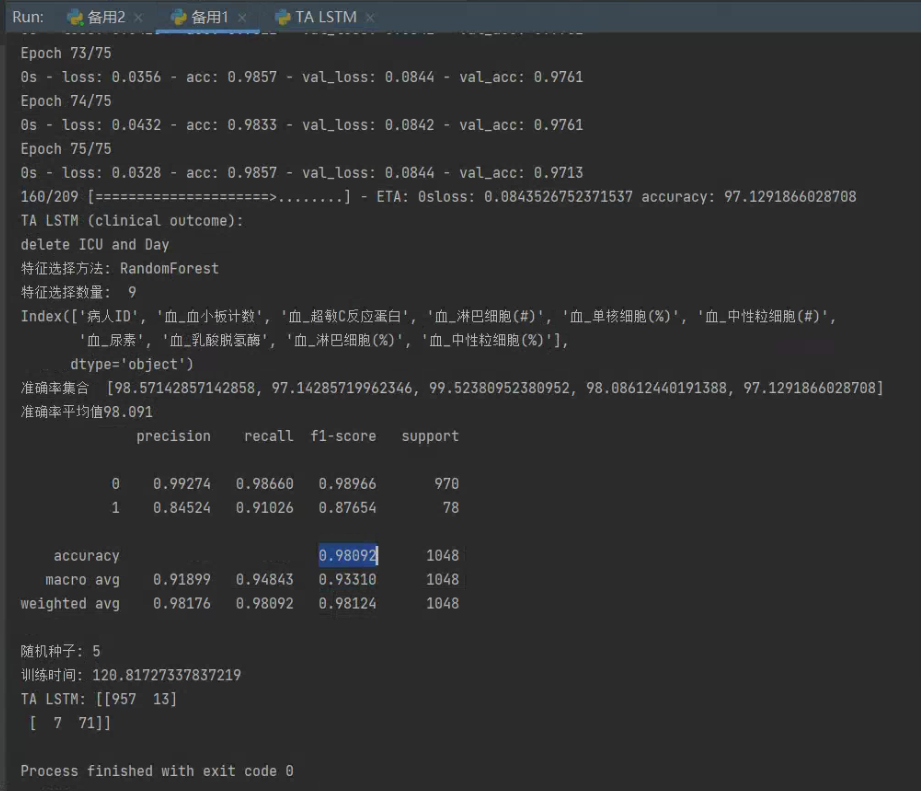 Run: 备用2 × 备用1 × TA LSTM ×
Epoch 73/75
0s - loss: 0.0356 - acc: 0.9857 - val_loss: 0.0844 - val_acc: 0.9761
Epoch 74/75
0s - loss: 0.0432 - acc: 0.9833 - val_loss: 0.0842 - val_acc: 0.9761
Epoch 75/75
0s - loss: 0.0328 - acc: 0.9857 - val_loss: 0.0844 - val_acc: 0.9713
160/209 [=====================>........] - ETA: 0sloss: 0.0843526752371537 accuracy: 97.1291866028708
TA LSTM (clinical outcome):
delete ICU and Day
特征选择方法: RandomForest
特征选择数量:  9
Index(['病人ID', '血_血小板计数', '血_超敏C反应蛋白', '血_淋巴细胞(#)', '血_单核细胞(%)', '血_中性粒细胞(#)',
'血_尿素', '血_乳酸脱氢酶', '血_淋巴细胞(%)', '血_中性粒细胞(%)'],
dtype='object')
准确率集合  [98.57142857142858, 97.14285719962346, 99.52380952380952, 98.08612440191388, 97.1291866028708]
准确率平均值98.091
precision recall f1-score support
0 0.99274 0.98660 0.98966 970
1 0.84524 0.91026 0.87654 78
accuracy 0.98092 1048
macro avg 0.91899 0.94843 0.93310 1048
weighted avg 0.98176 0.98092 0.98124 1048
随机种子: 5
训练时间: 120.81727337837219
TA LSTM: [[957  13]
[  7  71]]
Process finished with exit code 0